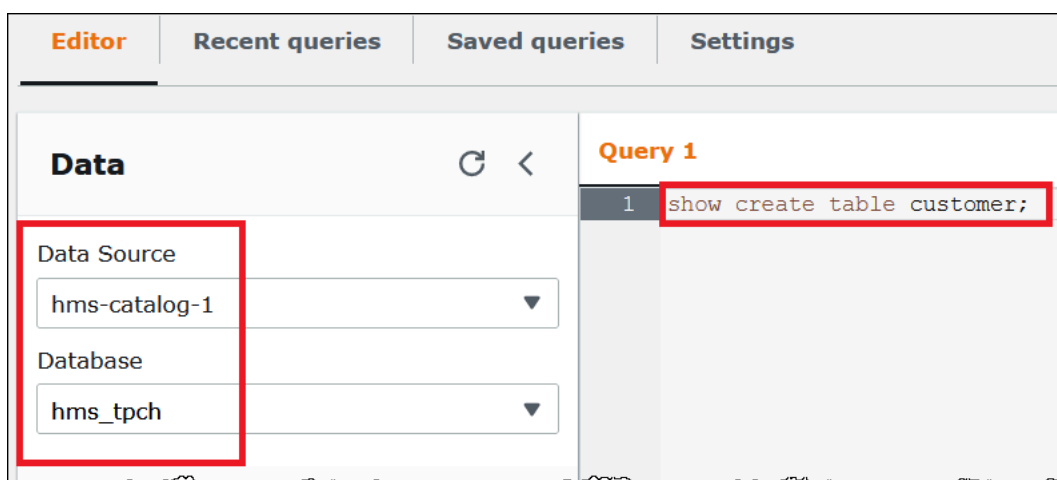 Editor Recent queries Saved queries Settings
Data
Data Source
hms-catalog-1
Database
hms_tpch
Query 1
1 show create table customer;